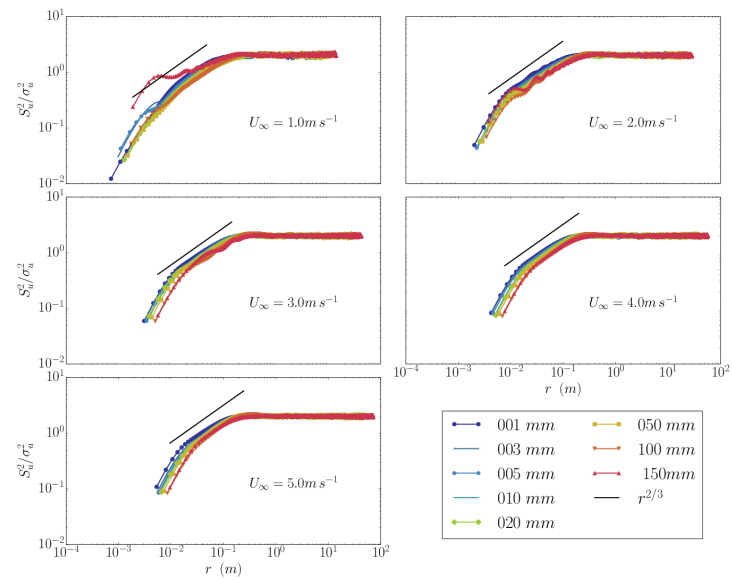 10^1
10^0
10^{-1}
10^{-2}
S_u^2/σ_u^2
U_∞ = 1.0m s^{-1}
U_∞ = 2.0m s^{-1}
10^1
10^0
10^{-1}
10^{-2}
S_u^2/σ_u^2
U_∞ = 3.0m s^{-1}
U_∞ = 4.0m s^{-1}
10^{-4} 10^{-3} 10^{-2} 10^{-1} 10^0 10^1 10^2
r (m)
10^1
10^0
10^{-1}
10^{-2}
S_u^2/σ_u^2
U_∞ = 5.0m s^{-1}
10^{-4} 10^{-3} 10^{-2} 10^{-1} 10^0 10^1 10^2
r (m)
001 mm
003 mm
005 mm
010 mm
020 mm
050 mm
100 mm
150mm
r^{2/3}